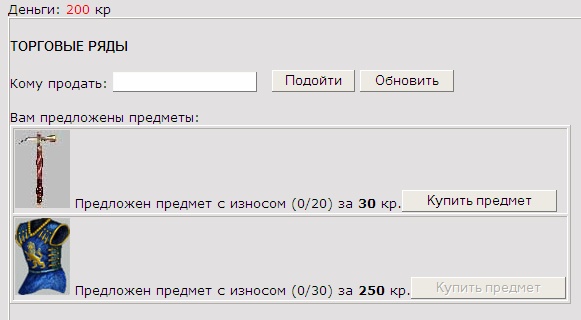 Деньги: 200 кр
ТОРГОВЫЕ РЯДЫ
Кому продать: Подойти Обновить
Вам предложены предметы:
Предложен предмет с износом (0/20) за 30 кр. Купить предмет
Предложен предмет с износом (0/30) за 250 кр. Купить предмет